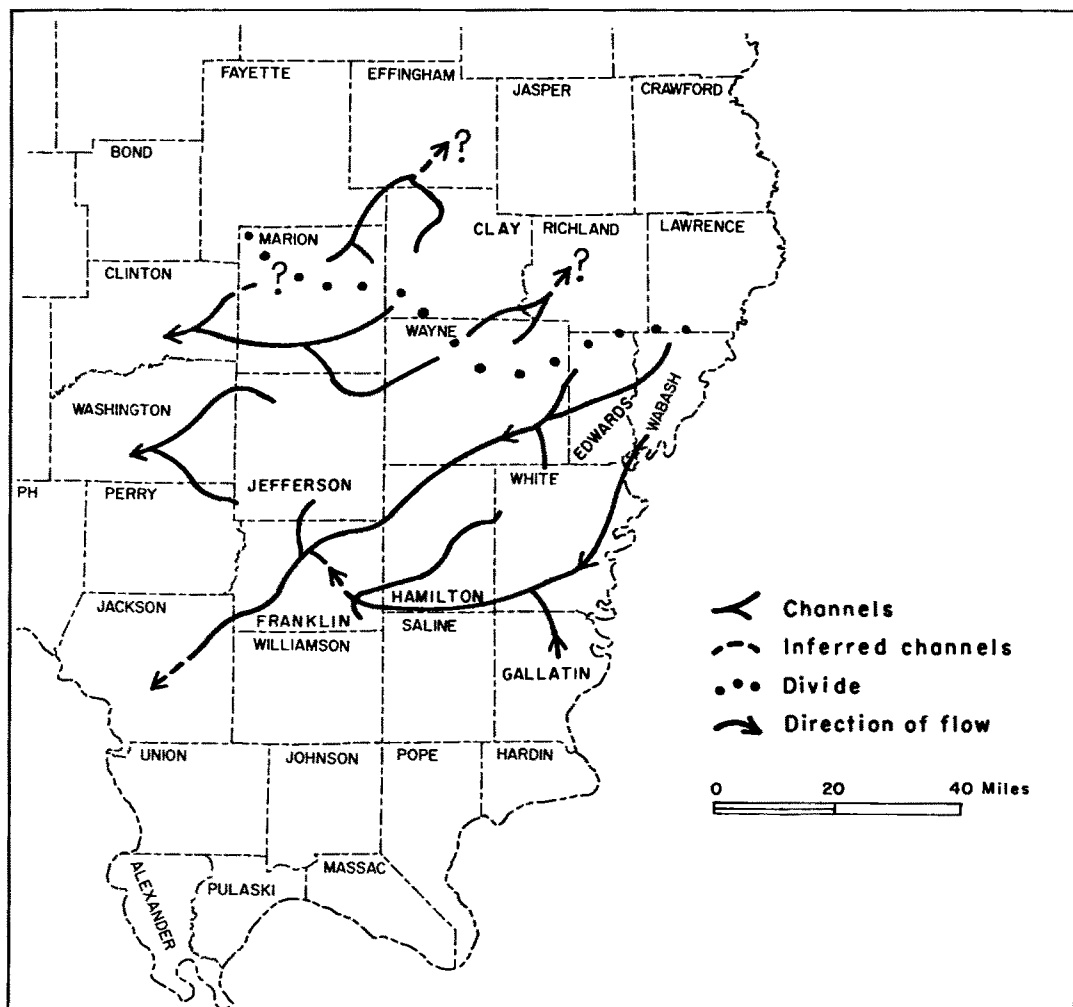 FAYETTE
EFFINGHAM
JASPER
CRAWFORD
BOND
?
MARION
CLAY
RICHLAND
LAWRENCE
CLINTON
?
?
WAYNE
WASHINGTON
EDWARDS
WABASH
PH
PERRY
JEFFERSON
WHITE
JACKSON
FRANKLIN
HAMILTON
WILLIAMSON
SALINE
GALLATIN
Channels
Inferred channels
Divide
Direction of flow
UNION
JOHNSON
POPE
HARDIN
0 20 40 Miles
ALEXANDER
PULASKI
MASSAC